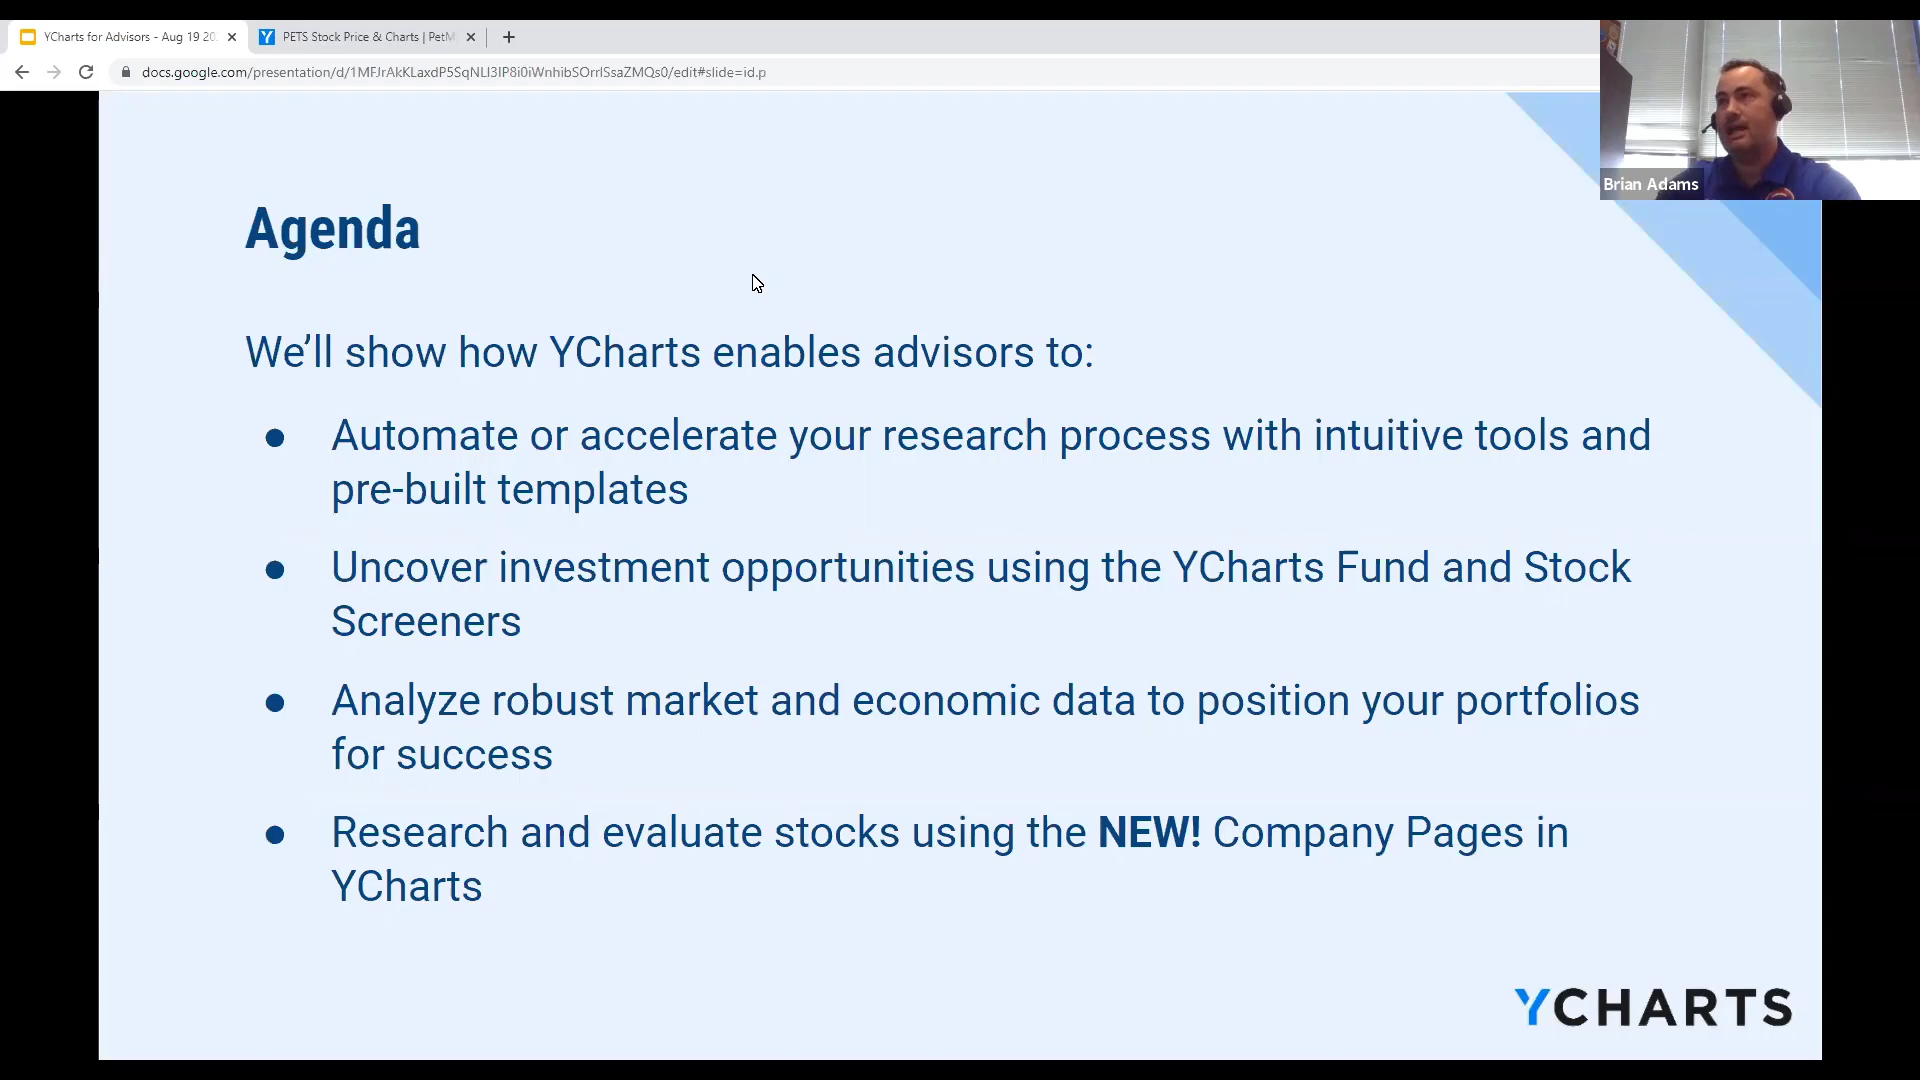 YCharts for Advisors - Aug 19 20
PETS Stock Price & Charts | PetM
docs.google.com/presentation/d/1MFJrAkKLaxdP5SqNLI3IP8i0iWnhibSOrrlSsaZMQs0/edit#slide=id.p
Brian Adams
Agenda
We’ll show how YCharts enables advisors to:
● Automate or accelerate your research process with intuitive tools and
pre-built templates
● Uncover investment opportunities using the YCharts Fund and Stock
Screeners
● Analyze robust market and economic data to position your portfolios
for success
● Research and evaluate stocks using the NEW! Company Pages in
YCharts
YCHARTS